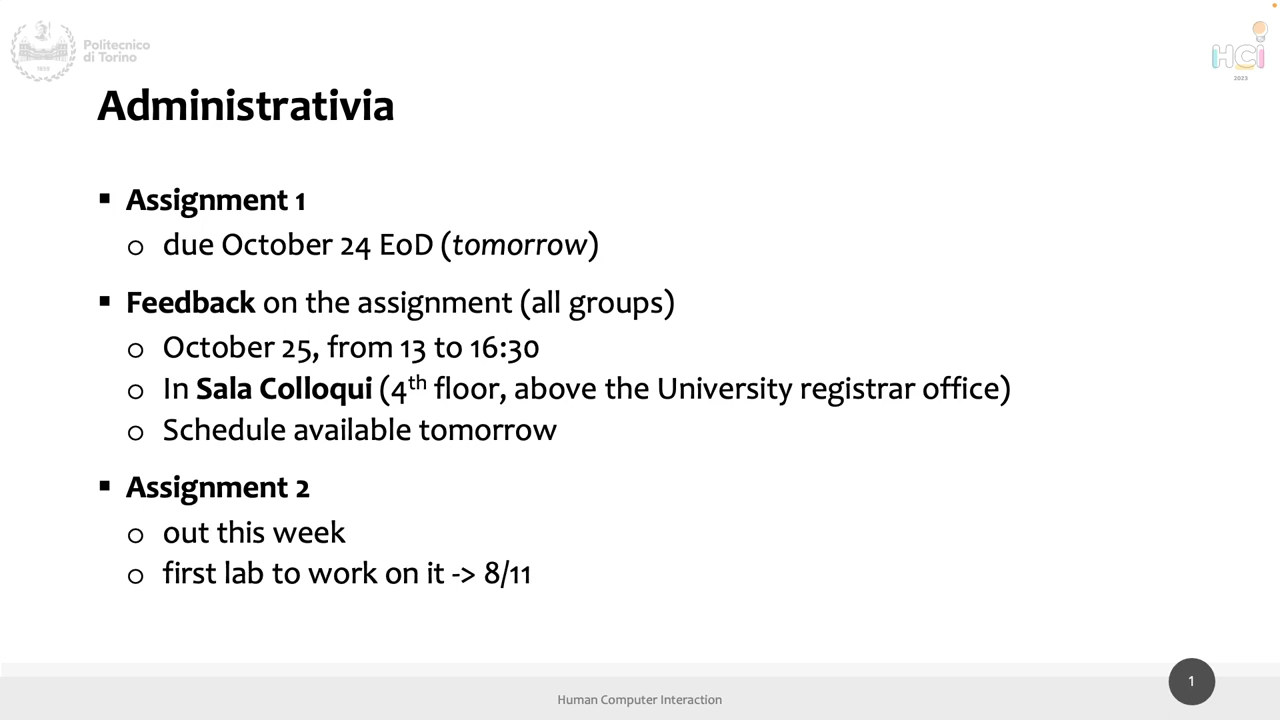 Politecnico
di Torino
1859
HCI
2023
Administrativia
▪ Assignment 1
o due October 24 EoD (tomorrow)
▪ Feedback on the assignment (all groups)
o October 25, from 13 to 16:30
o In Sala Colloqui (4th floor, above the University registrar office)
o Schedule available tomorrow
▪ Assignment 2
o out this week
o first lab to work on it -> 8/11
Human Computer Interaction
1